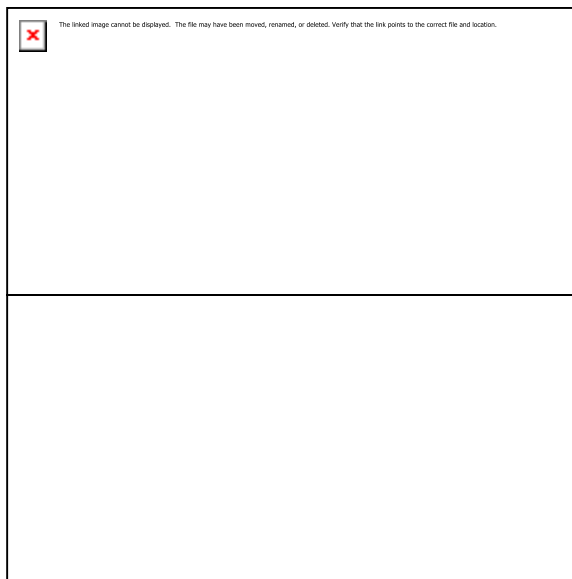 The linked image cannot be displayed.  The file may have been moved, renamed, or deleted. Verify that the link points to the correct file and location.